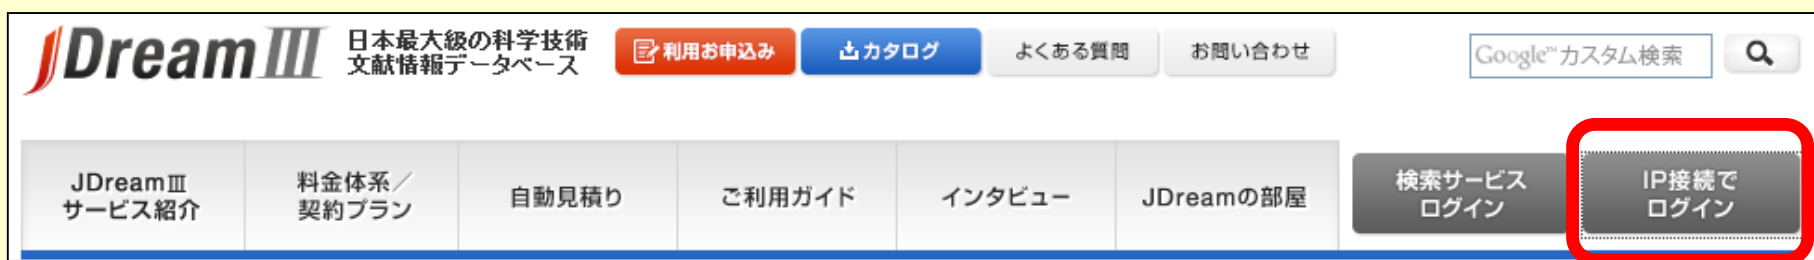 JDreamⅢ
日本最大級の科学技術
文献情報データベース
利用お申込み
カタログ
よくある質問
お問い合わせ
Google™カスタム検索
JDreamⅢ
サービス紹介
料金体系／
契約プラン
自動見積り
ご利用ガイド
インタビュー
JDreamの部屋
検索サービス
ログイン
IP接続で
ログイン